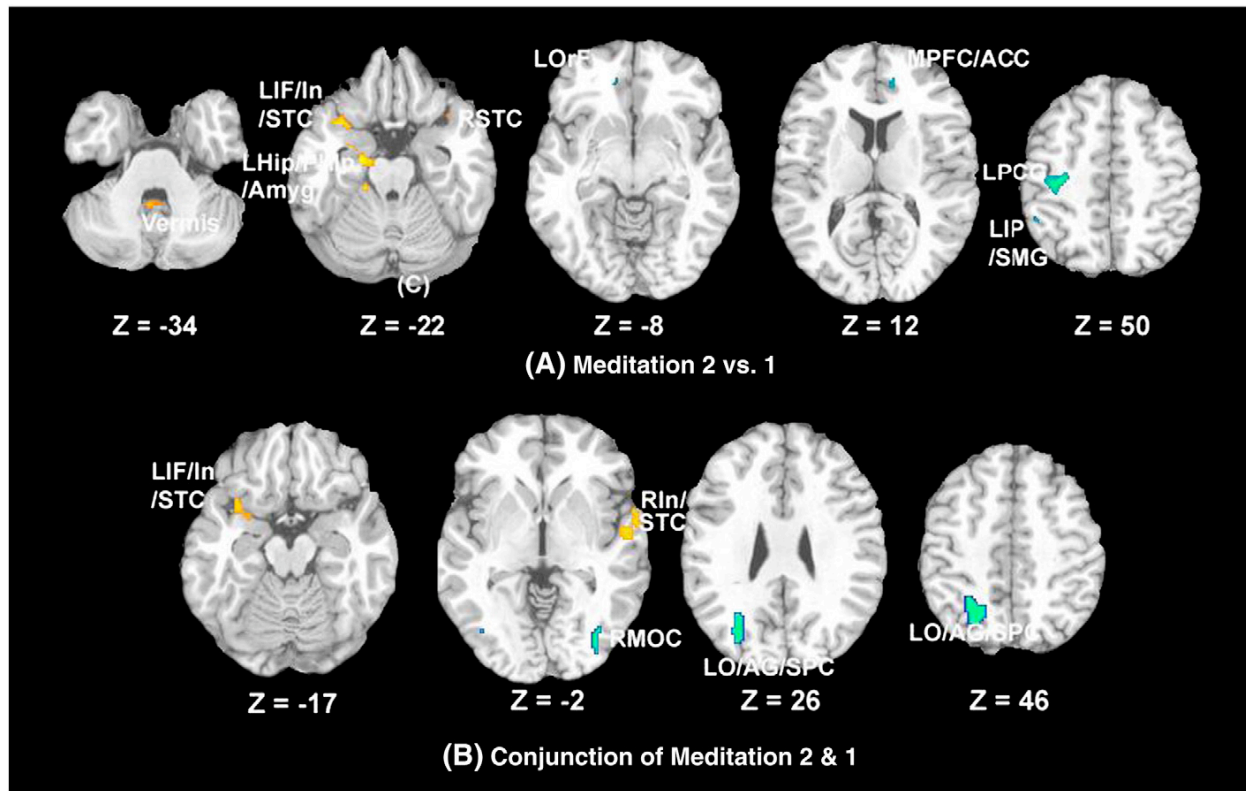 LOrF
MPFC/ACC
LIF/In
/STC
RSTC
LHip/PHip
/Amyg
LPCG
LIP
/SMG
Vermis
(C)
Z = -34
Z = -22
Z = -8
Z = 12
Z = 50
(A) Meditation 2 vs. 1
LIF/In
/STC
RIn/
STC
RMOC
LO/AG/SPC
LO/AG/SPC
Z = -17
Z = -2
Z = 26
Z = 46
(B) Conjunction of Meditation 2 & 1